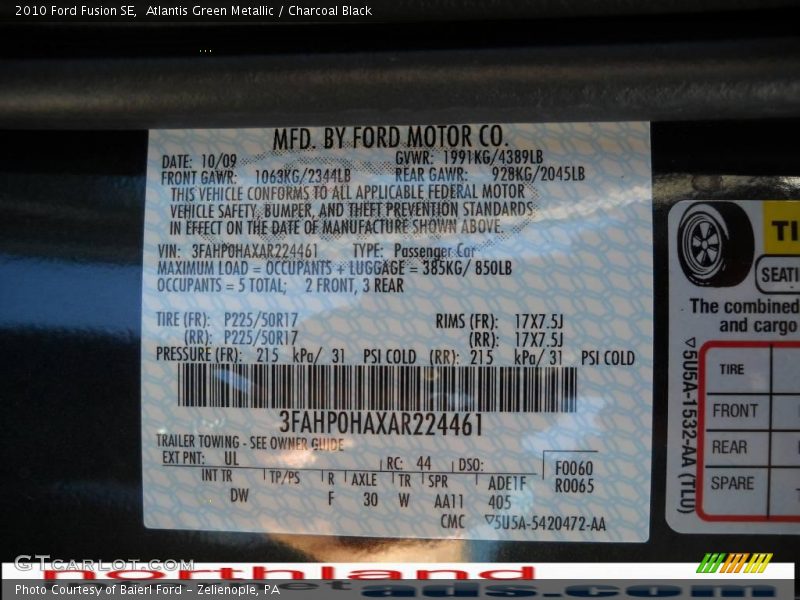 2010 Ford Fusion SE,  Atlantis Green Metallic / Charcoal Black
MFD. BY FORD MOTOR CO.
DATE: 10/09 GVWR: 1991KG/4389LB
FRONT GAWR: 1063KG/2344LB REAR GAWR: 928KG/2045LB
THIS VEHICLE CONFORMS TO ALL APPLICABLE FEDERAL MOTOR
VEHICLE SAFETY, BUMPER, AND THEFT PREVENTION STANDARDS
IN EFFECT ON THE DATE OF MANUFACTURE SHOWN ABOVE.
VIN: 3FAHP0HAXAR224461 TYPE: Passenger Car
MAXIMUM LOAD = OCCUPANTS + LUGGAGE = 385KG/ 850LB
OCCUPANTS = 5 TOTAL; 2 FRONT, 3 REAR
TIRE (FR): P225/50R17 RIMS (FR): 17X7.5J
(RR): P225/50R17 (RR): 17X7.5J
PRESSURE (FR): 215 kPa/ 31 PSI COLD (RR): 215 kPa/ 31 PSI COLD
3FAHP0HAXAR224461
TRAILER TOWING - SEE OWNER GUIDE
EXT PNT: UL RC: 44 DSO: F0060
R0065
INT TR TP/PS R AXLE TR SPR ADE1F
DW F 30 W AA11 405
CMC ▽5U5A-5420472-AA
TI
SEATI
The combined
and cargo
▽5U5A-1532-AA (TLU)
TIRE
FRONT
REAR
SPARE
GTCarLot.com
northland
ads.com
Photo Courtesy of Baierl Ford - Zelienople, PA